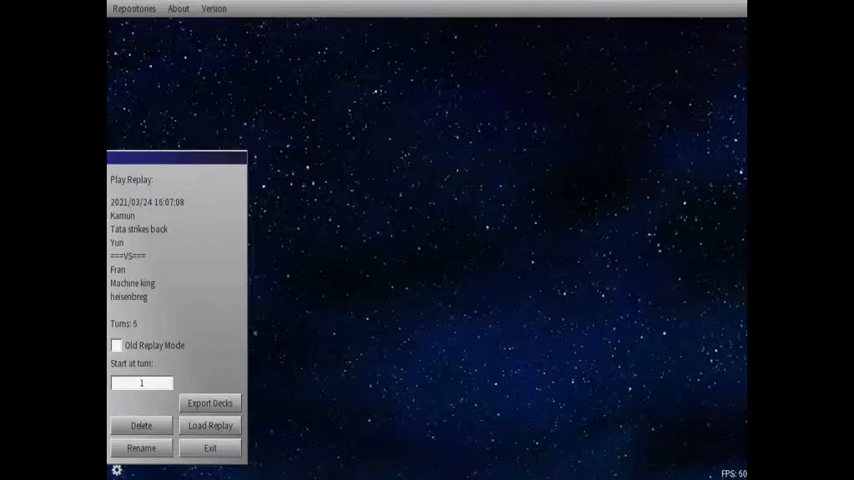 Repositories About Version
Play Replay:
2021/03/24 16:07:08
Kamun
Tata strikes back
Yun
===VS===
Fran
Machine king
heisenbreg
Turns: 6
Old Replay Mode
Start at turn:
1
Export Decks
Delete Load Replay
Rename Exit
FPS: 60